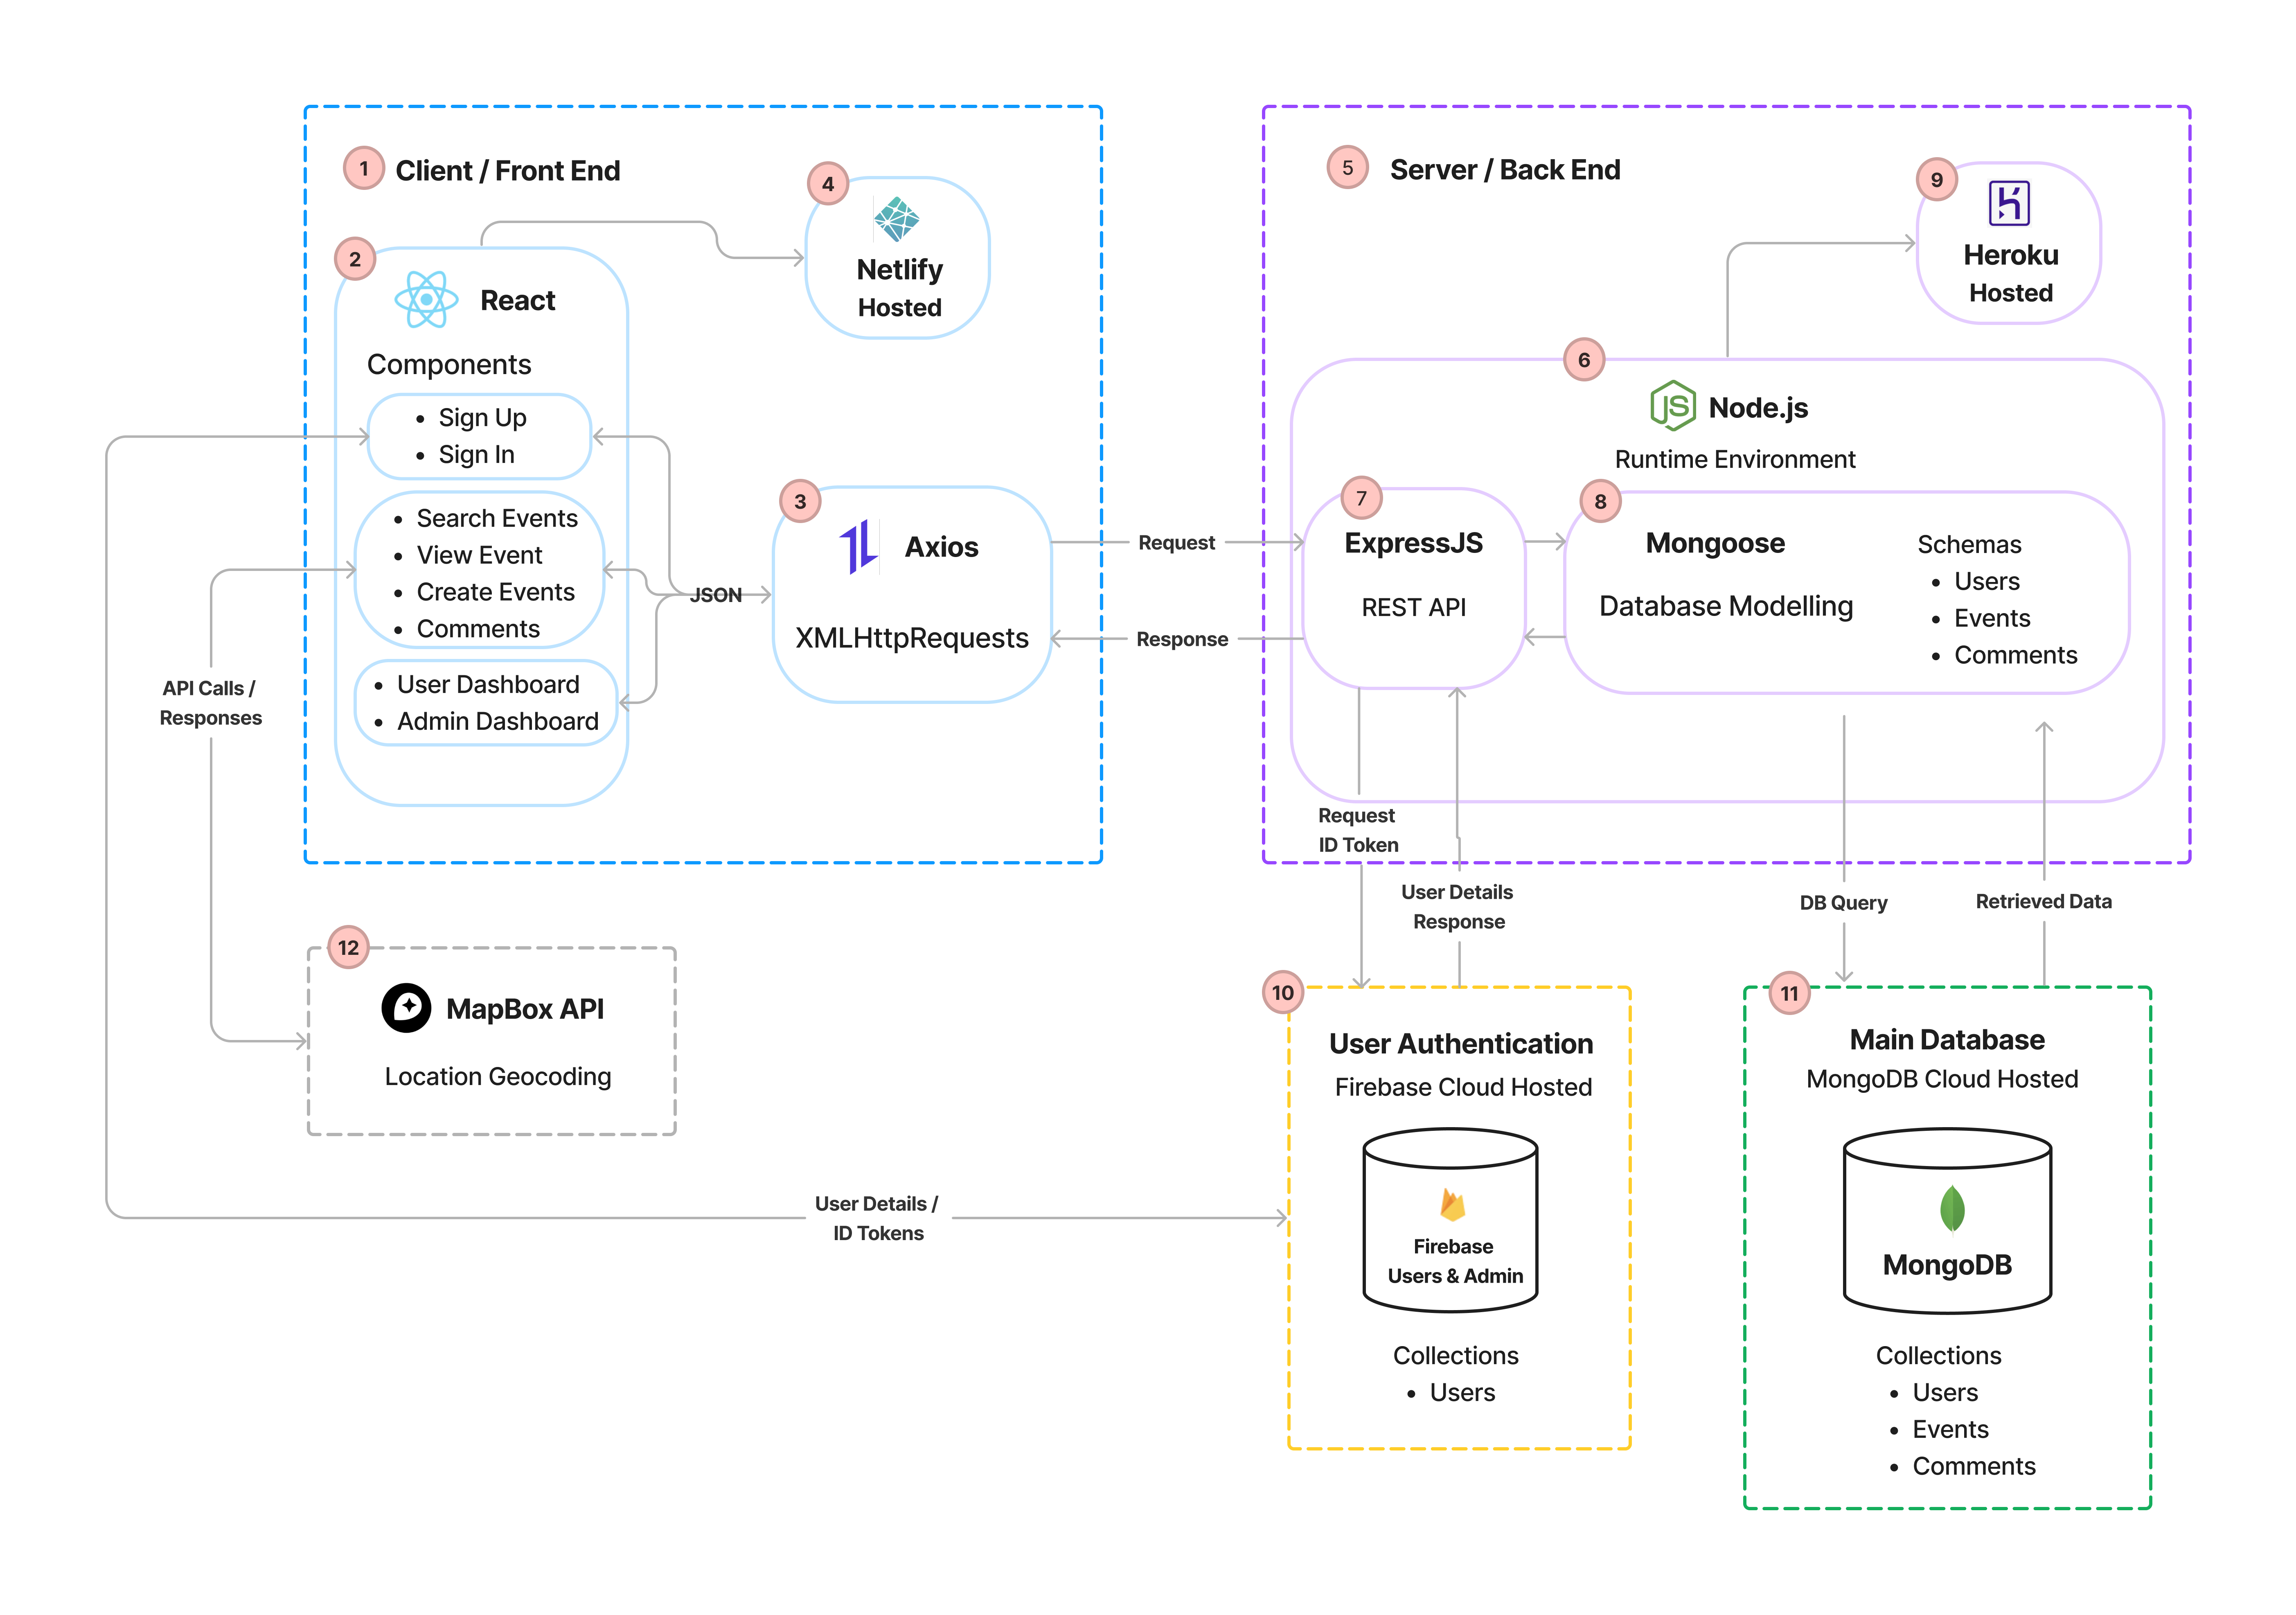 1
Client / Front End
4
Netlify
Hosted
2
React
Components
• Sign Up
• Sign In
• Search Events
• View Event
• Create Events
• Comments
• User Dashboard
• Admin Dashboard
JSON
3
Axios
XMLHttpRequests
Request
Response
5
Server / Back End
9
Heroku
Hosted
6
JS
Node.js
Runtime Environment
7
ExpressJS
REST API
8
Mongoose
Database Modelling
Schemas
• Users
• Events
• Comments
API Calls /
Responses
Request
ID Token
User Details
Response
DB Query
Retrieved Data
12
MapBox API
Location Geocoding
User Details /
ID Tokens
10
User Authentication
Firebase Cloud Hosted
Firebase
Users & Admin
Collections
• Users
11
Main Database
MongoDB Cloud Hosted
MongoDB
Collections
• Users
• Events
• Comments